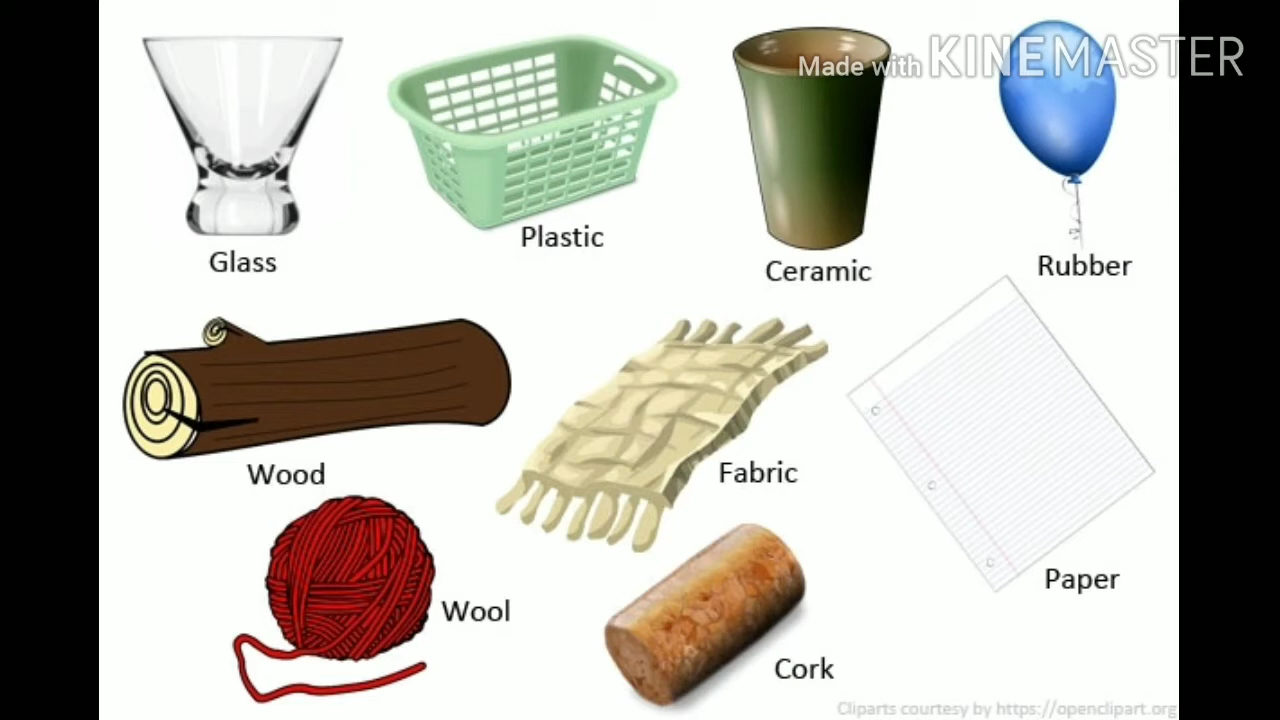 Made with KINEMASTER
Glass
Plastic
Ceramic
Rubber
Wood
Fabric
Paper
Wool
Cork
Cliparts courtesy by https://openclipart.org